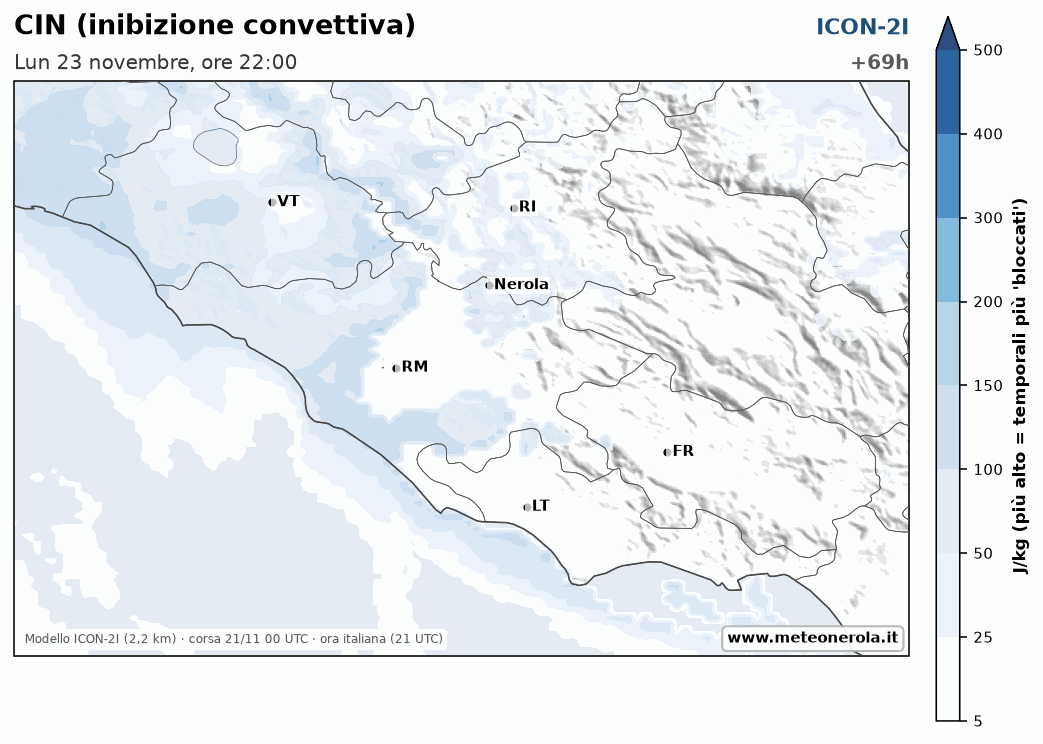 CIN (inibizione convettiva)
ICON-2I
Lun 23 novembre, ore 22:00
+69h
VT
RI
Nerola
RM
FR
LT
Modello ICON-2I (2,2 km) · corsa 21/11 00 UTC · ora italiana (21 UTC)
www.meteonerola.it
500
400
300
200
150
100
50
25
5
J/kg (più alto = temporali più 'bloccati')